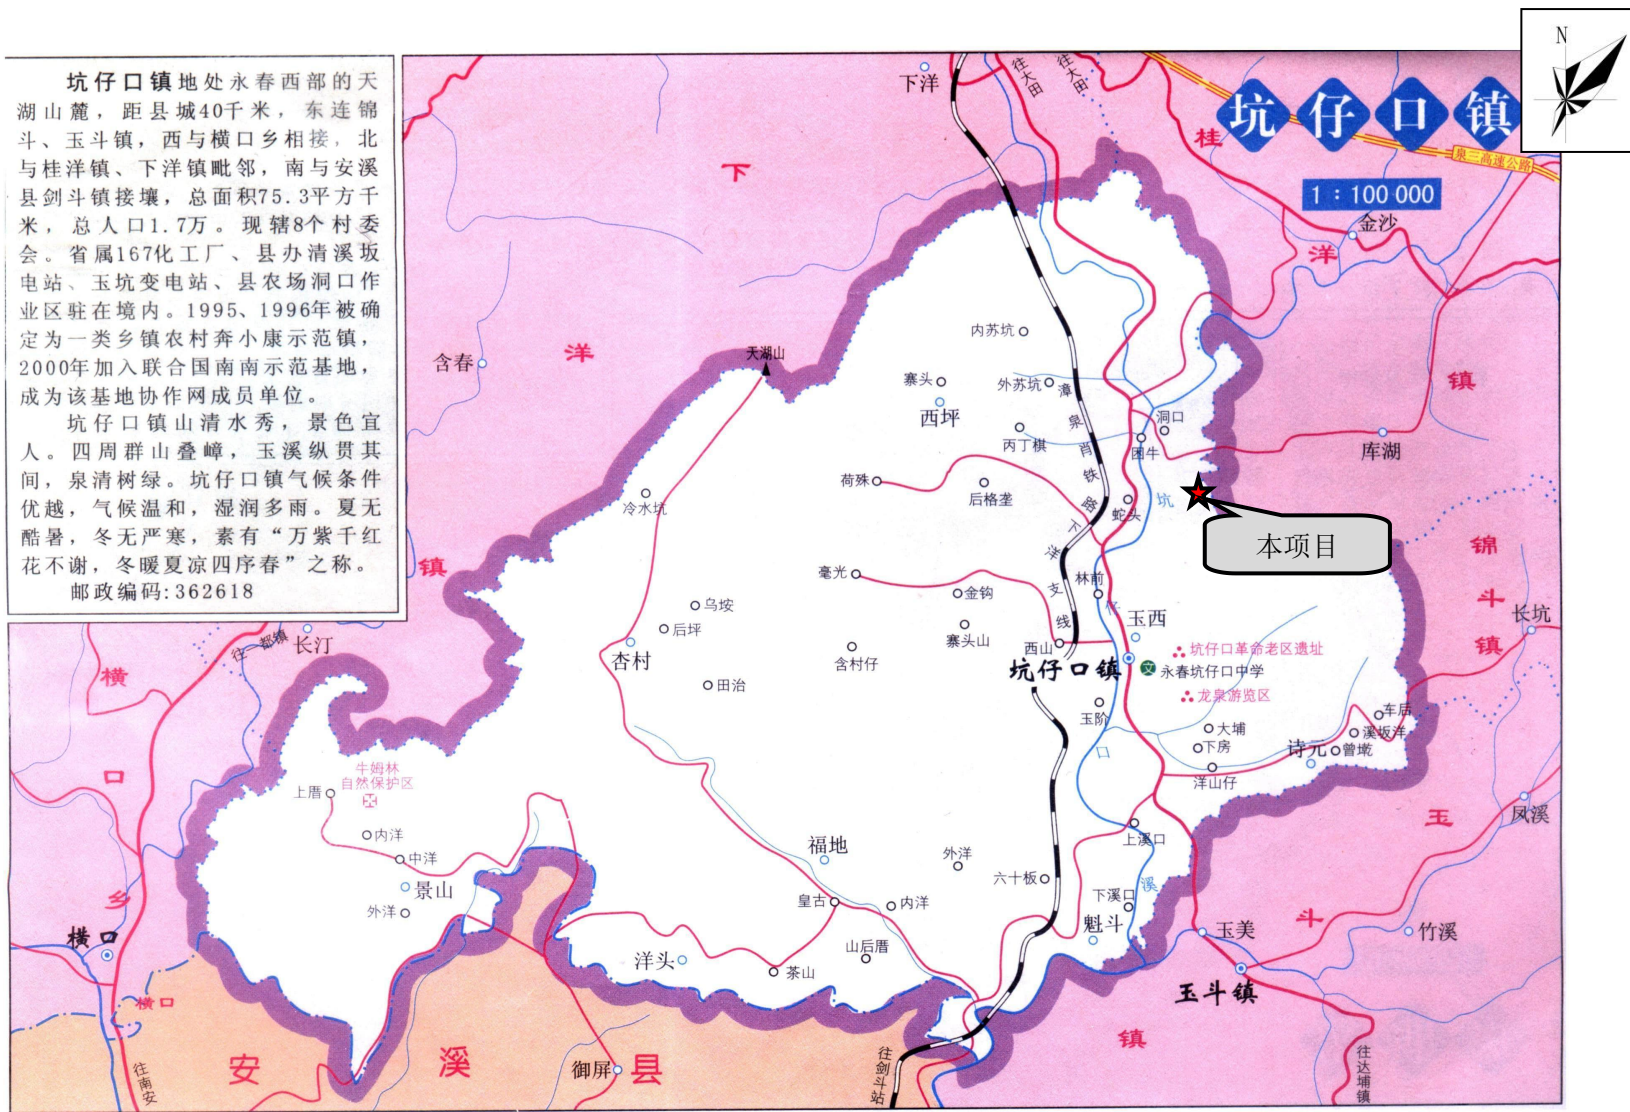 坑仔口镇地处永春西部的天
湖山麓，距县城40千米，东连锦
斗、玉斗镇，西与横口乡相接，北
与桂洋镇、下洋镇毗邻，南与安溪
县剑斗镇接壤，总面积75.3平方千
米，总人口1.7万。现辖8个村委
会。省属167化工厂、县办清溪坂
电站、玉坑变电站、县农场洞口作
业区驻在境内。1995、1996年被确
定为一类乡镇农村奔小康示范镇，
2000年加入联合国南南示范基地，
成为该基地协作网成员单位。
坑仔口镇山清水秀，景色宜
人。四周群山叠嶂，玉溪纵贯其
间，泉清树绿。坑仔口镇气候条件
优越，气候温和，湿润多雨。夏无
酷暑，冬无严寒，素有“万紫千红
花不谢，冬暖夏凉四序春”之称。
邮政编码:362618
N
坑仔口镇
1：100 000
泉三高速公路
下洋
往大田
往大田
桂洋镇
金沙
下洋镇
含春
天湖山
内苏坑
寨头
外苏坑
西坪
丙丁棋
洞口
困牛
库湖
漳泉肖铁路下洋支线
荷殊
后格垄
蛇头
冷水坑
本项目
坑仔口溪
锦斗镇
毫光
金钩
林前
乌垵
后坪
寨头山
玉西
长坑
往一都镇
长汀
杏村
含村仔
西山
坑仔口革命老区遗址
坑仔口镇
文
永春坑仔口中学
田治
龙泉游览区
玉阶
车后
大埔
溪坂洋
下房
诗元
曾垅
洋山仔
横口乡
牛姆林
自然保护区
上厝
内洋
中洋
景山
外洋
福地
外洋
上溪口
凤溪
六十板
皇古
内洋
下溪口
魁斗
玉斗镇
玉美
竹溪
横口
山后厝
洋头
茶山
玉斗镇
横口
安溪县
御屏
往南安
往剑斗站
往达埔镇